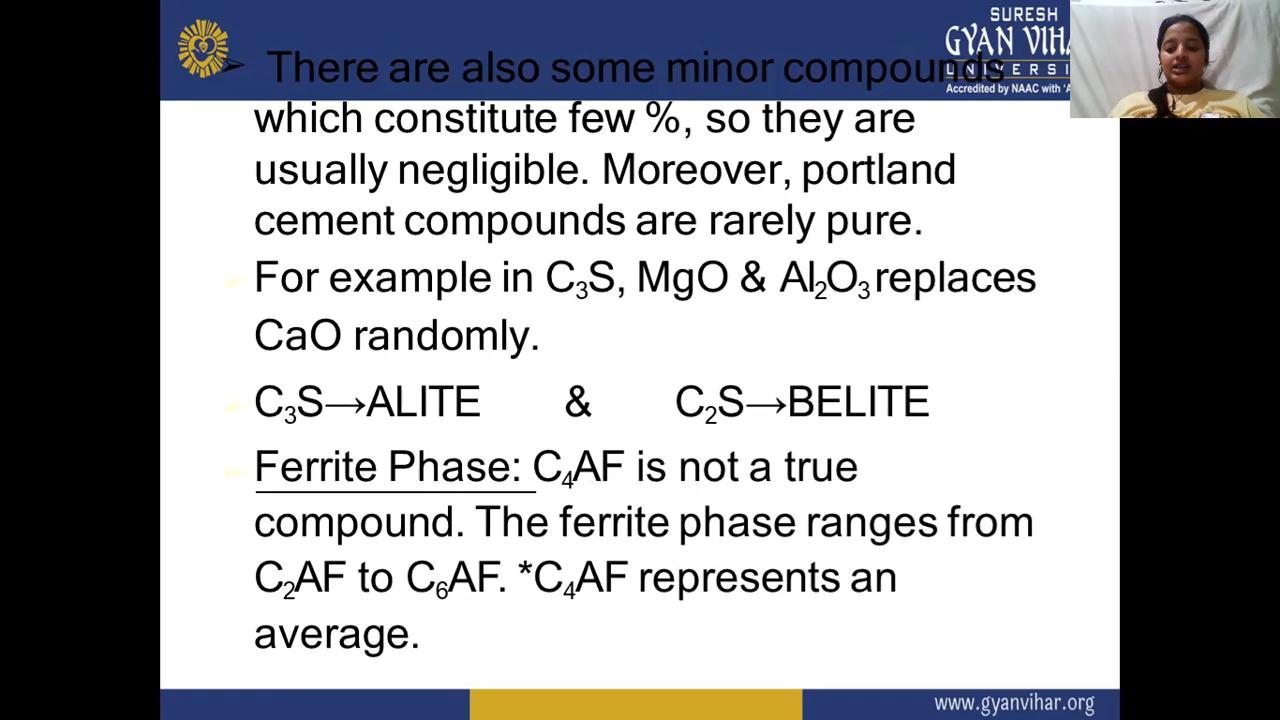 SURESH
GYAN VIHA
UNIVERSI
Accredited by NAAC with 'A
➢ There are also some minor compounds
which constitute few %, so they are
usually negligible. Moreover, portland
cement compounds are rarely pure.
➢ For example in C₃S, MgO & Al₂O₃ replaces
CaO randomly.
➢ C₃S→ALITE & C₂S→BELITE
➢ Ferrite Phase: C₄AF is not a true
compound. The ferrite phase ranges from
C₂AF to C₆AF. *C₄AF represents an
average.
www.gyanvihar.org